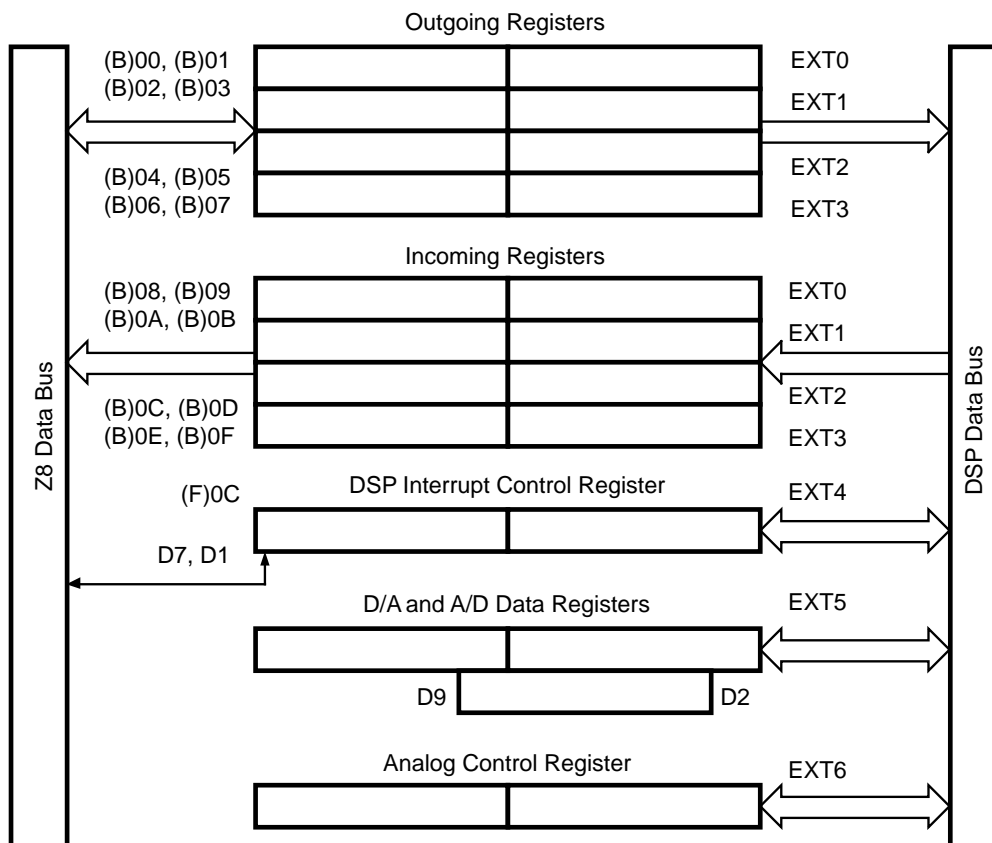 Outgoing Registers
(B)00, (B)01
(B)02, (B)03
EXT0
EXT1
(B)04, (B)05
(B)06, (B)07
EXT2
EXT3
Incoming Registers
(B)08, (B)09
(B)0A, (B)0B
EXT0
EXT1
(B)0C, (B)0D
(B)0E, (B)0F
EXT2
EXT3
Z8 Data Bus
DSP Data Bus
DSP Interrupt Control Register
(F)0C
EXT4
D7, D1
D/A and A/D Data Registers
EXT5
D9
D2
Analog Control Register
EXT6